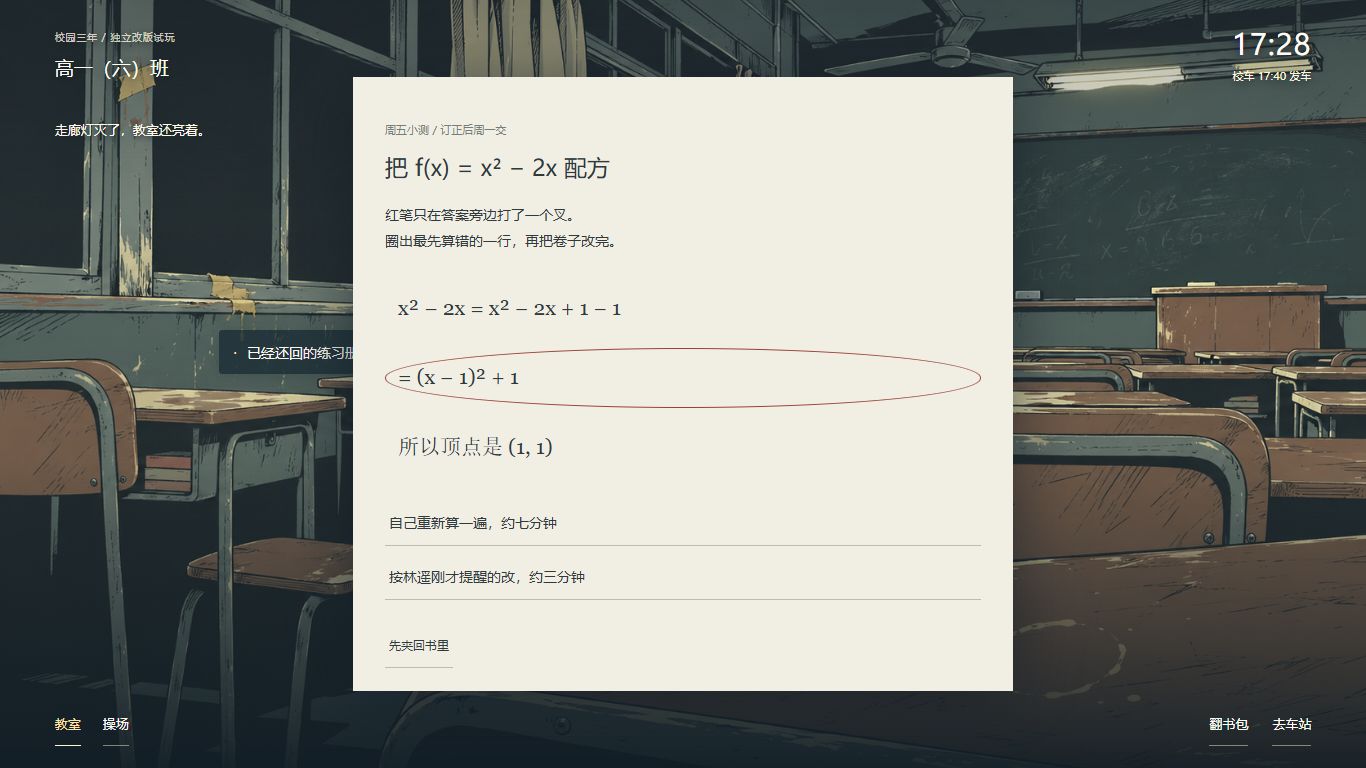 校园三年 / 独立改版试玩
高一（六）班
走廊灯灭了，教室还亮着。
17:28
校车 17:40 发车
周五小测 / 订正后周一交
把 f(x) = x² − 2x 配方
红笔只在答案旁边打了一个叉。
圈出最先算错的一行，再把卷子改完。
x² − 2x = x² − 2x + 1 − 1
· 已经还回的练习册
= (x − 1)² + 1
所以顶点是 (1, 1)
自己重新算一遍，约七分钟
按林遥刚才提醒的改，约三分钟
先夹回书里
教室 操场
翻书包 去车站